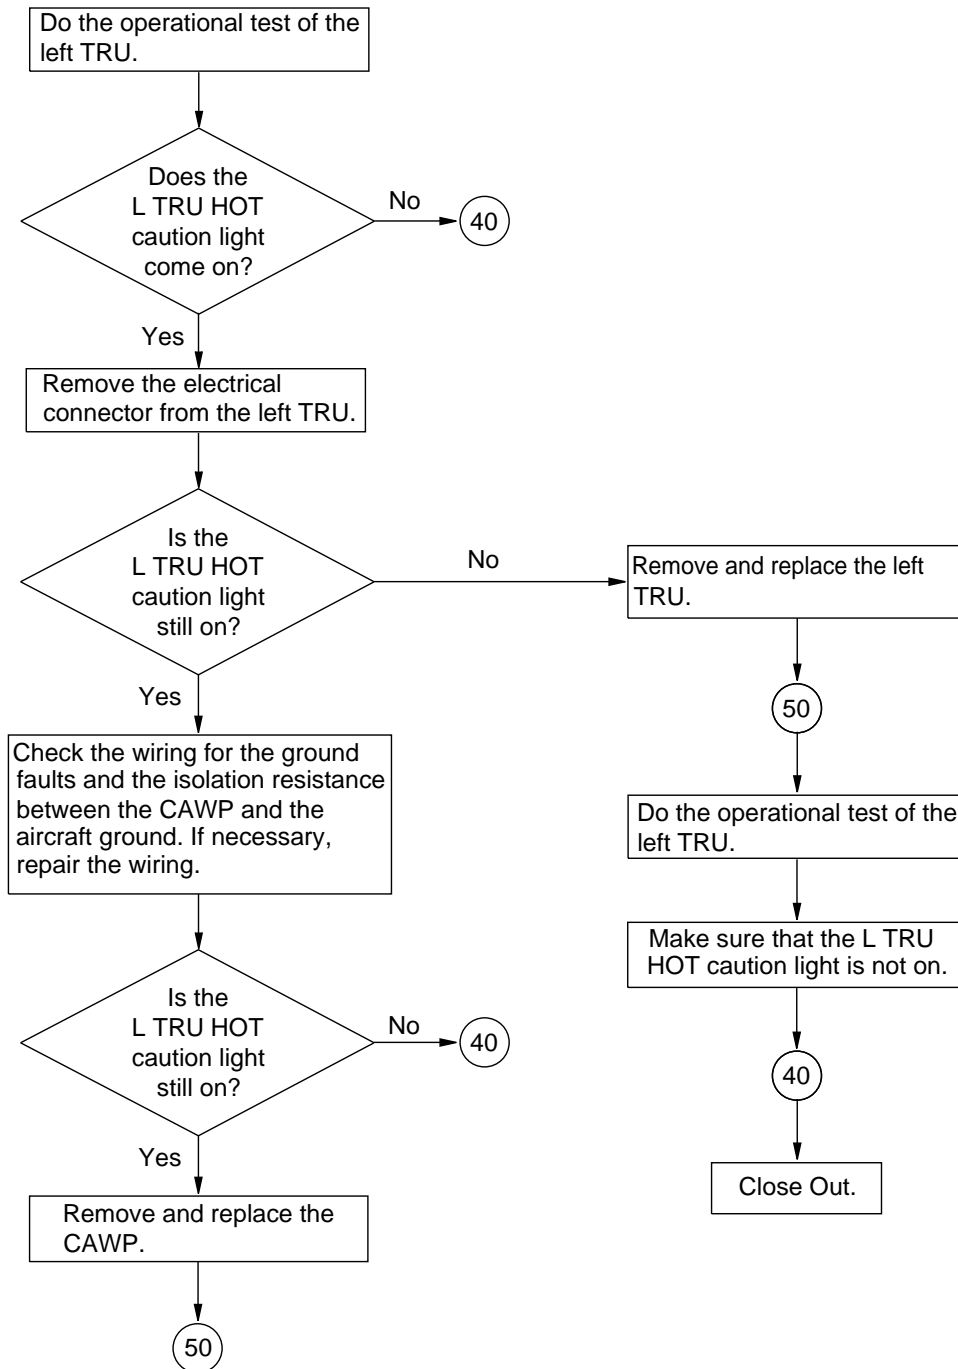 Do the operational test of the
left TRU.
Does the
L TRU HOT
caution light
come on?
No
40
Yes
Remove the electrical
connector from the left TRU.
Is the
L TRU HOT
caution light
still on?
No
Remove and replace the left
TRU.
Yes
50
Check the wiring for the ground
faults and the isolation resistance
between the CAWP and the
aircraft ground. If necessary,
repair the wiring.
Do the operational test of the
left TRU.
Make sure that the L TRU
HOT caution light is not on.
Is the
L TRU HOT
caution light
still on?
No
40
40
Yes
Close Out.
Remove and replace the
CAWP.
50